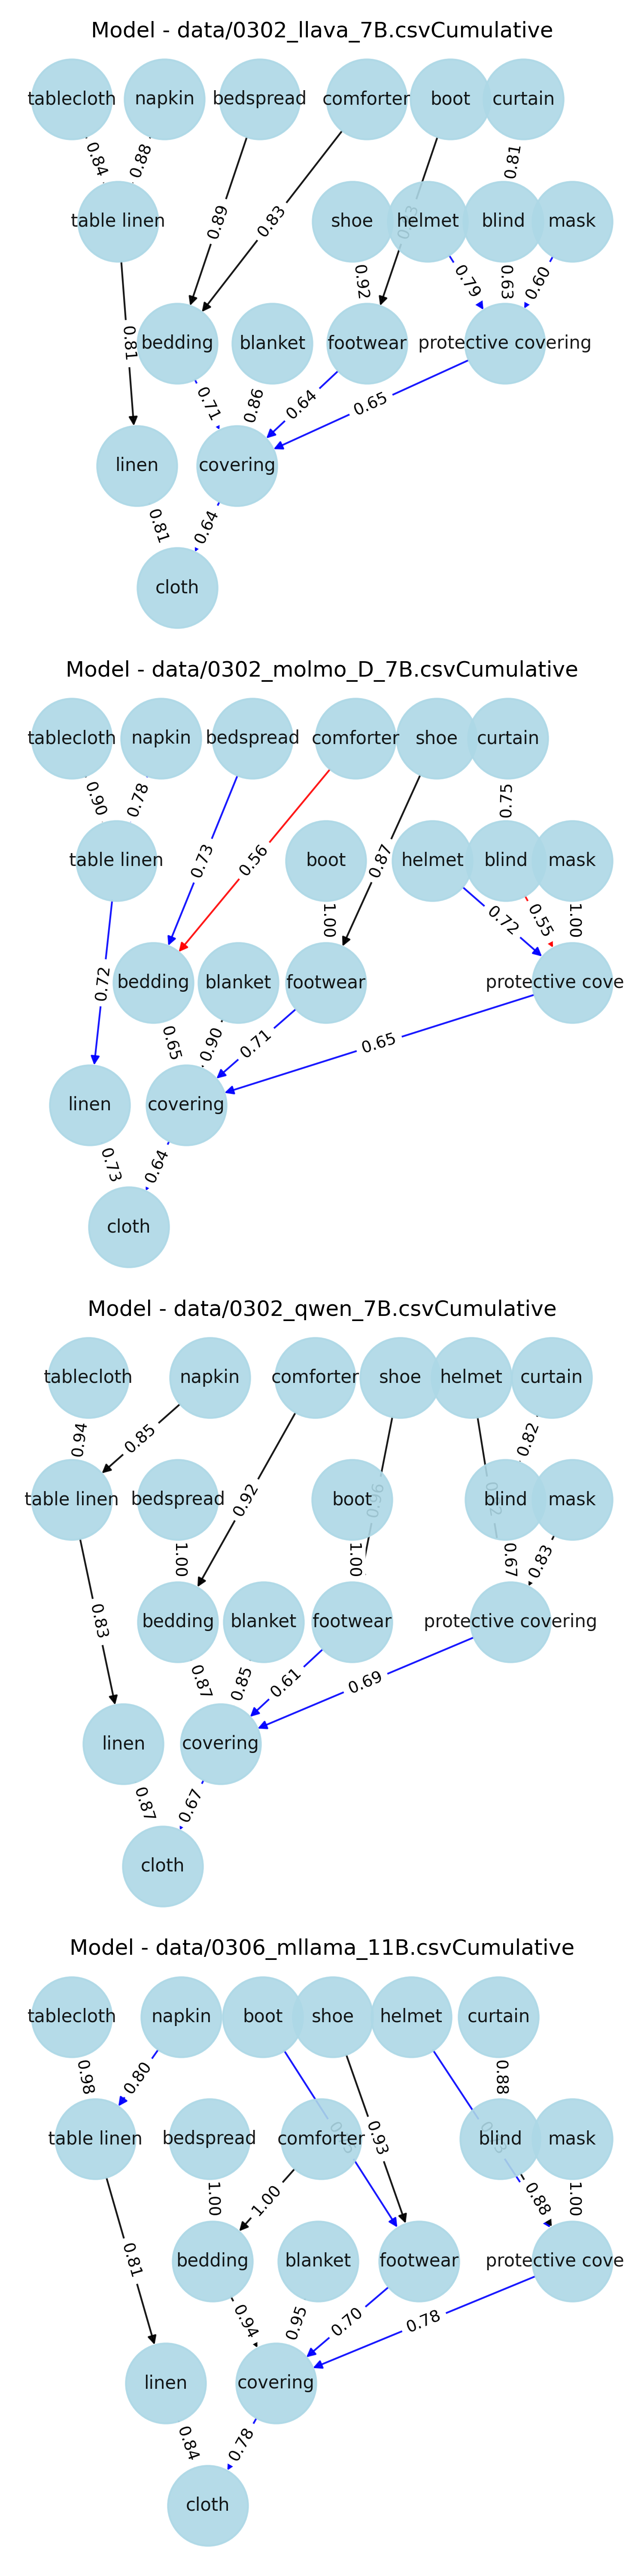 Model - data/0302_llava_7B.csvCumulative
tablecloth napkin bedspread comforter boot curtain
0.84 0.88 0.81
table linen shoe helmet blind mask
0.89 0.83
0.92 0.79 0.63 0.60
0.81 bedding blanket footwear protective covering
0.71 0.86 0.64 0.65
linen covering
0.81 0.64
cloth
Model - data/0302_molmo_D_7B.csvCumulative
tablecloth napkin bedspread comforter shoe curtain
0.90 0.78 0.75
table linen boot helmet blind mask
0.73 0.56 0.87
1.00 0.72 0.55 1.00
0.72 bedding blanket footwear protective cove
0.65 0.90 0.71 0.65
linen covering
0.73 0.64
cloth
Model - data/0302_qwen_7B.csvCumulative
tablecloth napkin comforter shoe helmet curtain
0.94 0.85 0.82
table linen bedspread 0.92 boot 0.96 blind mask
1.00 1.00 0.67 0.83
0.83 bedding blanket footwear protective covering
0.87 0.85 0.61 0.69
linen covering
0.87 0.67
cloth
Model - data/0306_mllama_11B.csvCumulative
tablecloth napkin boot shoe helmet curtain
0.98 0.80 0.88
table linen bedspread comforter 0.93 blind mask
1.00 1.00 0.88 1.00
0.81 bedding blanket footwear protective cove
0.94 0.95 0.70 0.78
linen covering
0.84 0.78
cloth